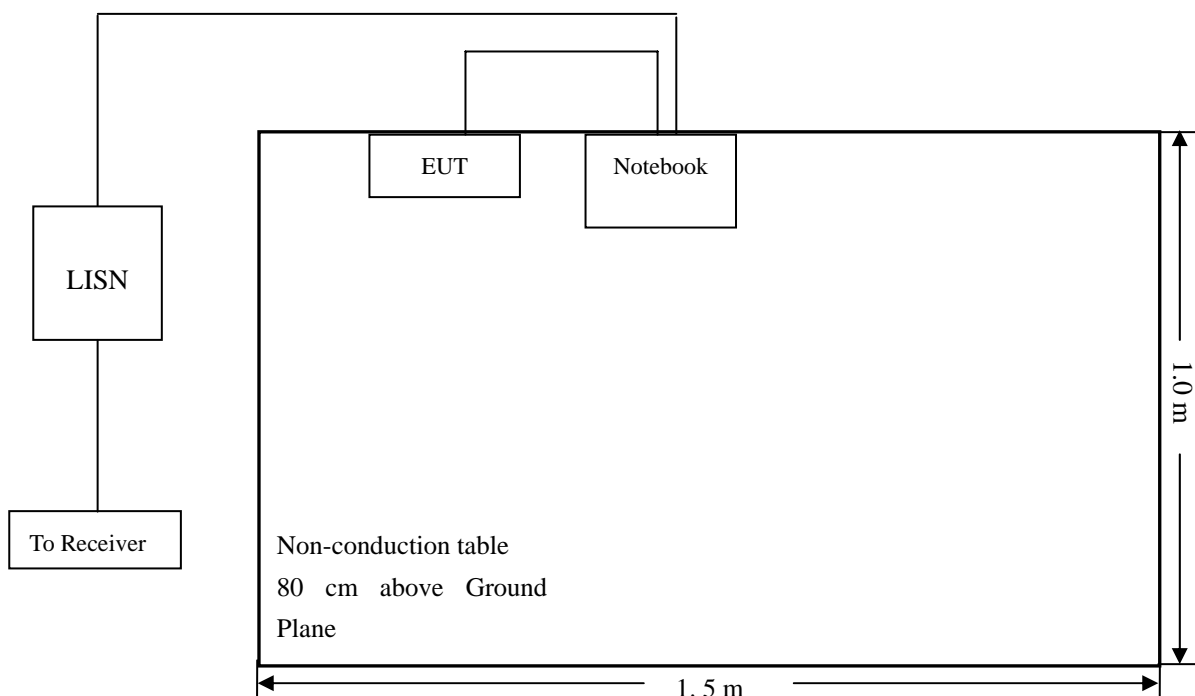 EUT
Notebook
LISN
1.0 m
To Receiver
Non-conduction table
80 cm above Ground
Plane
1. 5 m